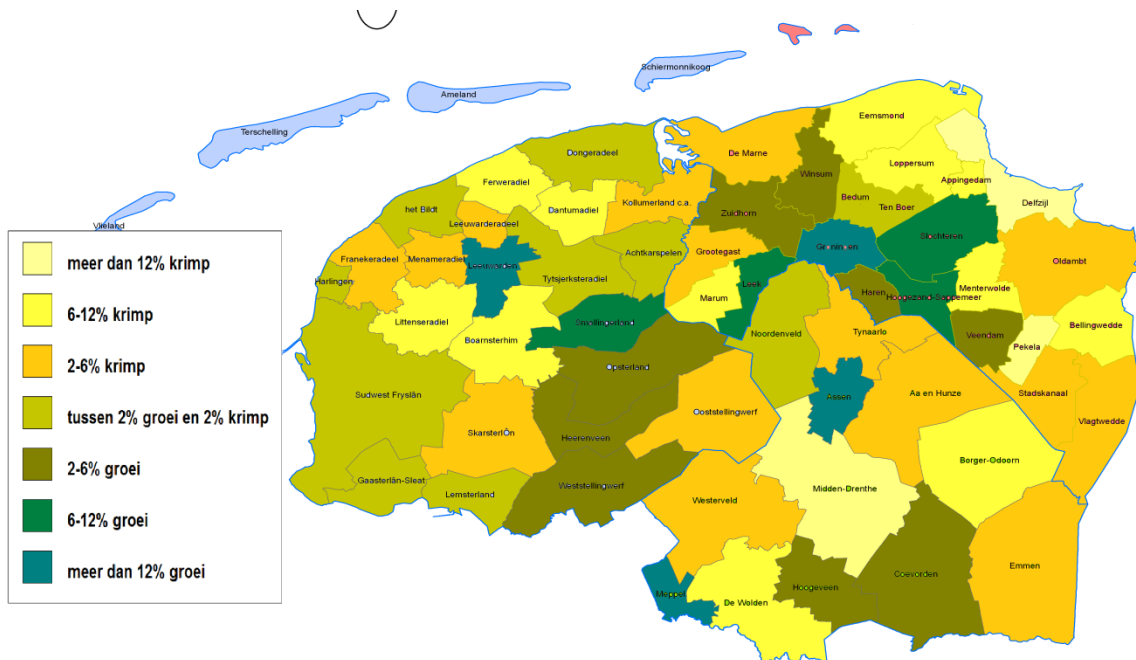 Schiermonnikoog
Ameland
Terschelling
Vlieland
Eemsmond
Dongeradeel
De Marne
Loppersum
Winsum
Appingedam
Ferweradiel
Bedum
Ten Boer
Delfzijl
het Bildt
Dantumadiel
Kollumerland c.a.
Zuidhorn
Leeuwarderadeel
Slochteren
Groningen
Achtkarspelen
Grootegast
Oldambt
Franekeradeel
Menameradiel
Leeuwarden
Harlingen
Tytsjerksteradiel
Leek
Haren
Menterwolde
Hoogezand-Sappemeer
Marum
Littenseradiel
Smallingerland
Bellingwedde
Boarnsterhim
Noordenveld
Tynaarlo
Veendam
Pekela
Opsterland
Sudwest Fryslân
Assen
Aa en Hunze
Stadskanaal
Ooststellingwerf
Vlagtwedde
Skarsterlân
Heerenveen
Borger-Odoorn
Gaasterlân-Sleat
Weststellingwerf
Midden-Drenthe
Lemsterland
Westerveld
Emmen
Coevorden
Hoogeveen
Meppel
De Wolden
meer dan 12% krimp
6-12% krimp
2-6% krimp
tussen 2% groei en 2% krimp
2-6% groei
6-12% groei
meer dan 12% groei